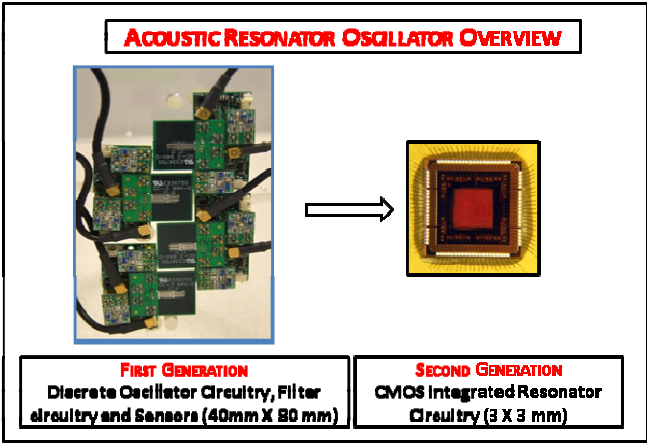 ACOUSTIC RESONATOR OSCILLATOR OVERVIEW
FIRST GENERATION
Discrete Oscillator Circuitry, Filter
circuitry and Sensors (40mm X 80 mm)
SECOND GENERATION
CMOS Integrated Resonator
Circuitry (3 X 3 mm)